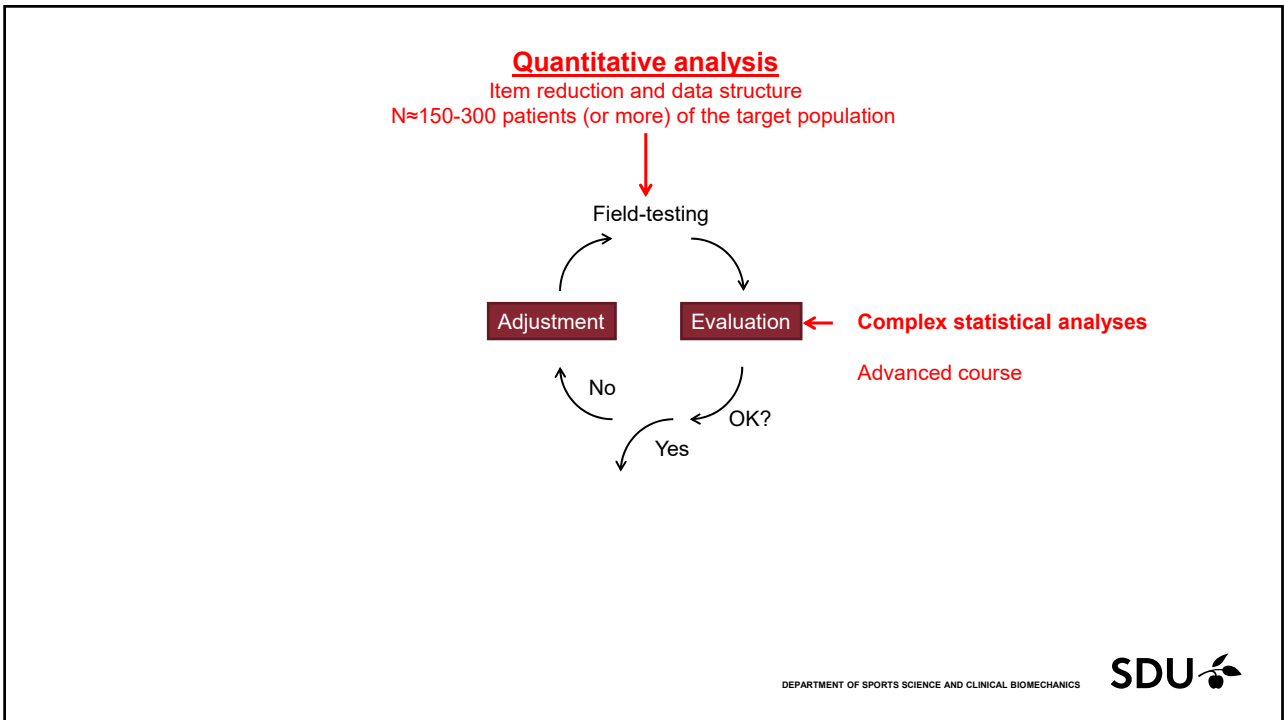 Quantitative analysis
Item reduction and data structure
N≈150-300 patients (or more) of the target population
Field-testing
Adjustment
Evaluation
Complex statistical analyses
Advanced course
No
OK?
Yes
DEPARTMENT OF SPORTS SCIENCE AND CLINICAL BIOMECHANICS
SDU